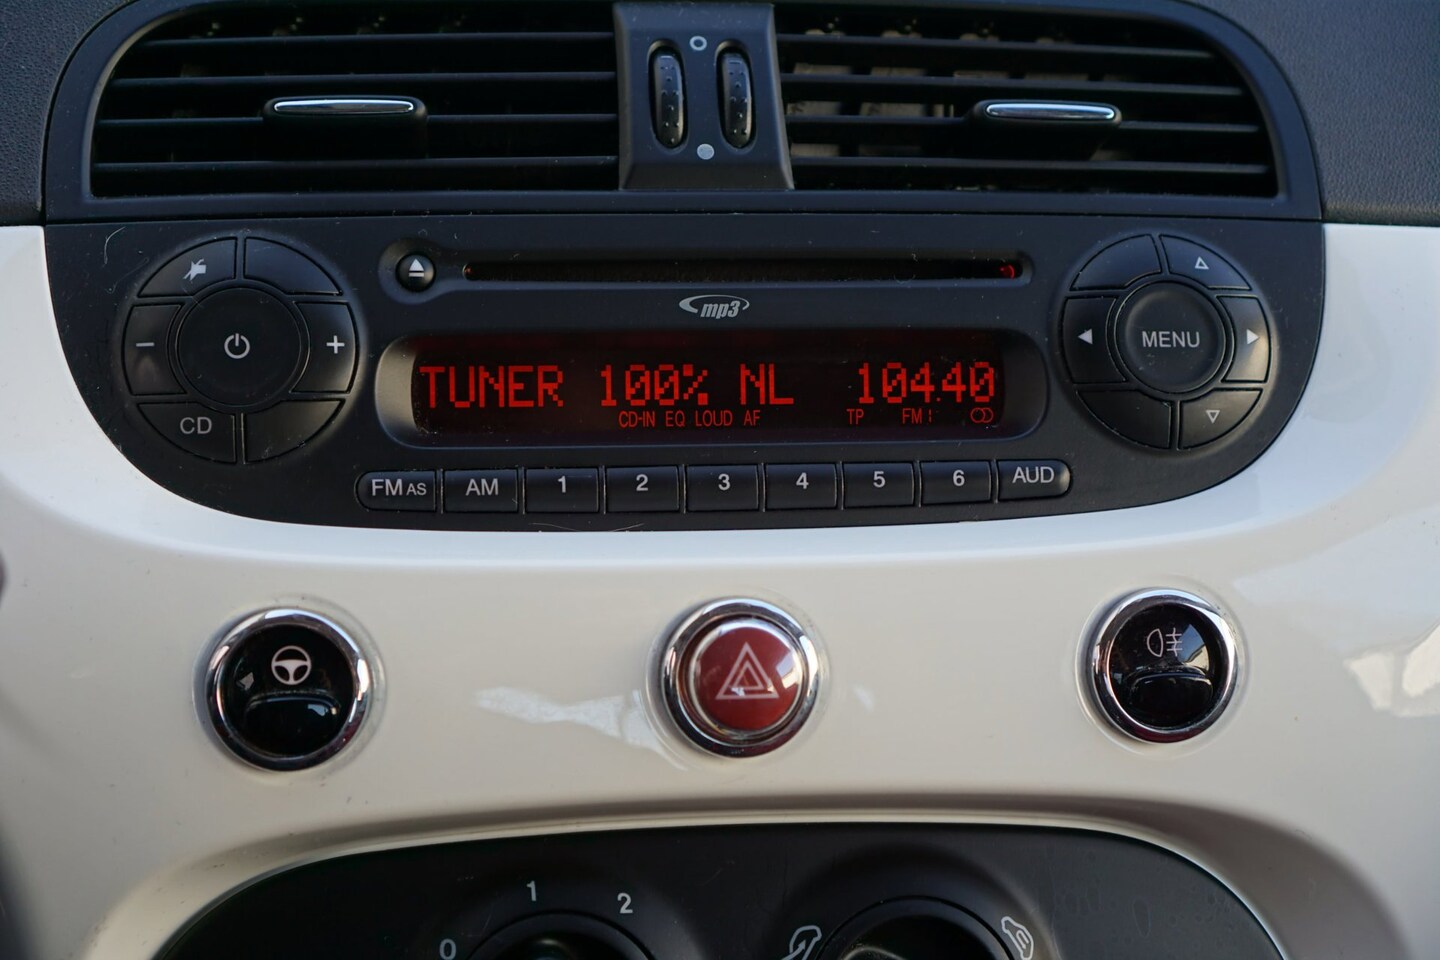 mp3
MENU
TUNER 100% NL 104.40
CD-IN EQ LOUD AF TP FM1
CD
FM AS AM 1 2 3 4 5 6 AUD
1 2
0